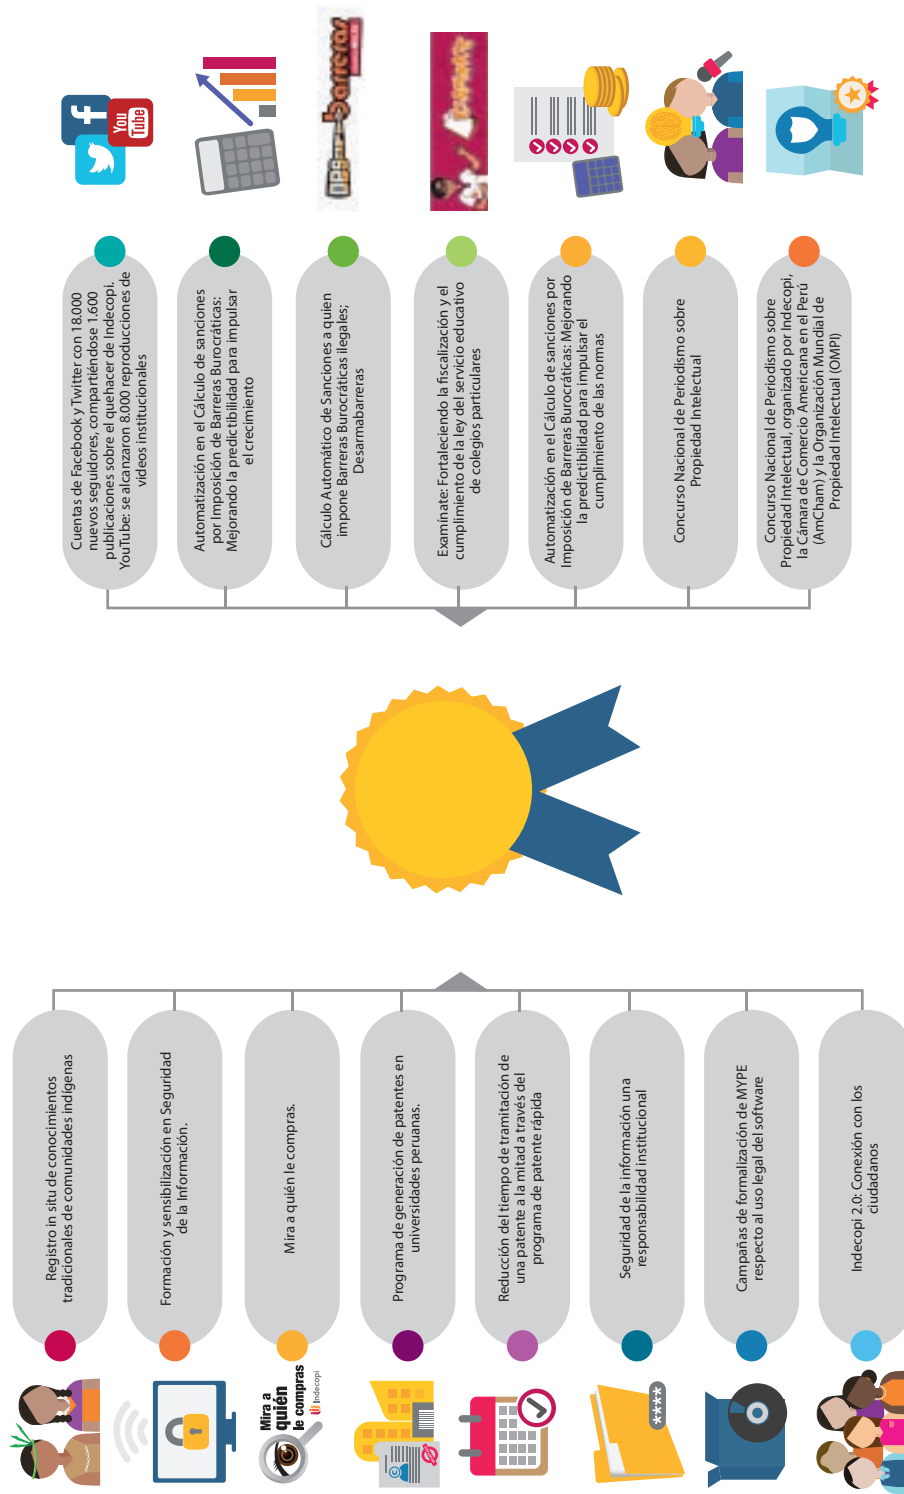 Registro in situ de conocimientos
tradicionales de comunidades indígenas
Formación y sensibilización en Seguridad
de la Información.
Mira a
quién
le compras
Indecopi
Mira a quién le compras.
Programa de generación de patentes en
universidades peruanas.
Reducción del tiempo de tramitación de
una patente a la mitad a través del
programa de patente rápida
****
Seguridad de la información una
responsabilidad institucional
Campañas de formalización de MYPE
respecto al uso legal del software
Indecopi 2.0: Conexión con los
ciudadanos
Cuentas de Facebook y Twitter con 18.000
nuevos seguidores, compartiéndose 1.600
publicaciones sobre el quehacer de Indecopi.
YouTube: se alcanzaron 8.000 reproducciones de
videos institucionales
f
You
Tube
Automatización en el Cálculo de sanciones
por Imposición de Barreras Burocráticas:
Mejorando la predictibilidad para impulsar
el crecimiento
Cálculo Automático de Sanciones a quien
impone Barreras Burocráticas ilegales;
Desarmabarreras
barreras
Examínate: Fortaleciendo la fiscalización y el
cumplimiento de la ley del servicio educativo
de colegios particulares
Automatización en el Cálculo de sanciones por
Imposición de Barreras Burocráticas: Mejorando
la predictibilidad para impulsar el
cumplimiento de las normas
Concurso Nacional de Periodismo sobre
Propiedad Intelectual
Concurso Nacional de Periodismo sobre
Propiedad Intelectual, organizado por Indecopi,
la Cámara de Comercio Americana en el Perú
(AmCham) y la Organización Mundial de
Propiedad Intelectual (OMPI)